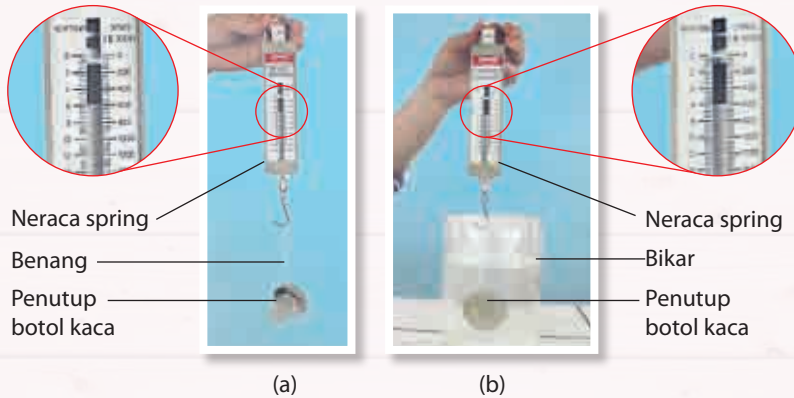 Neraca spring
Benang
Penutup
botol kaca
(a)
Neraca spring
Bikar
Penutup
botol kaca
(b)